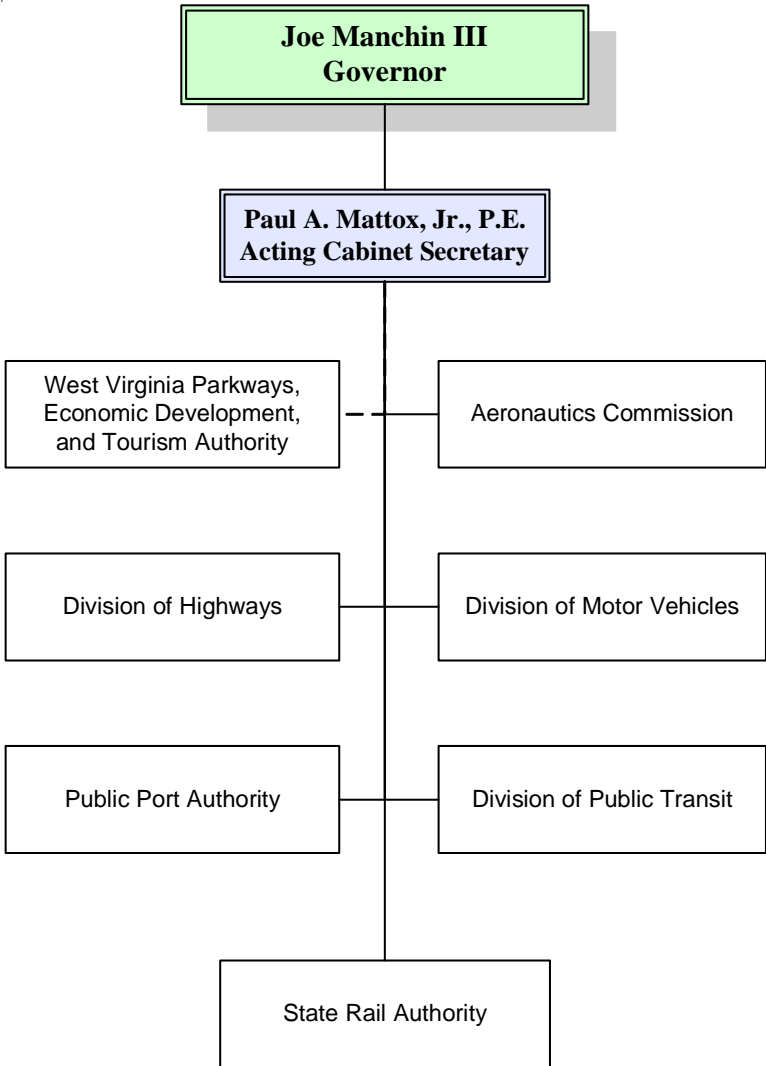 Joe Manchin III
Governor
Paul A. Mattox, Jr., P.E.
Acting Cabinet Secretary
West Virginia Parkways,
Economic Development,
and Tourism Authority
Aeronautics Commission
Division of Highways
Division of Motor Vehicles
Public Port Authority
Division of Public Transit
State Rail Authority